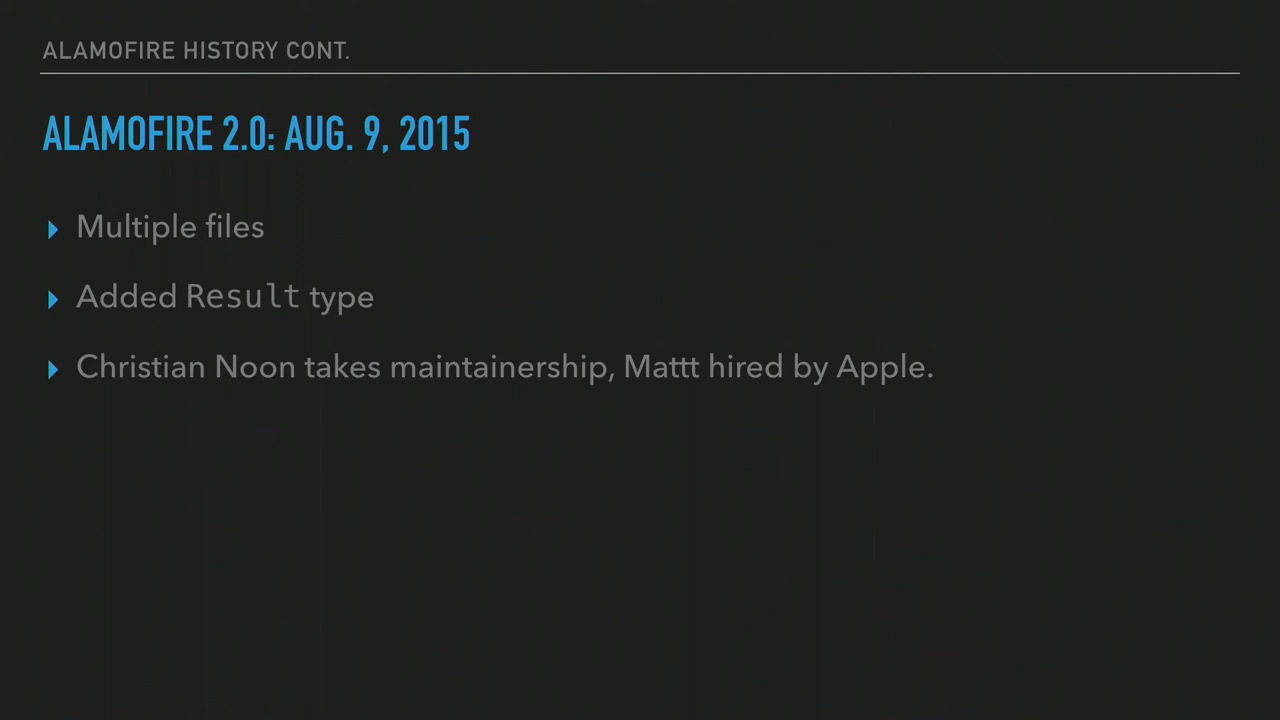 ALAMOFIRE HISTORY CONT.
ALAMOFIRE 2.0: AUG. 9, 2015
Multiple files
Added Result type
Christian Noon takes maintainership, Mattt hired by Apple.